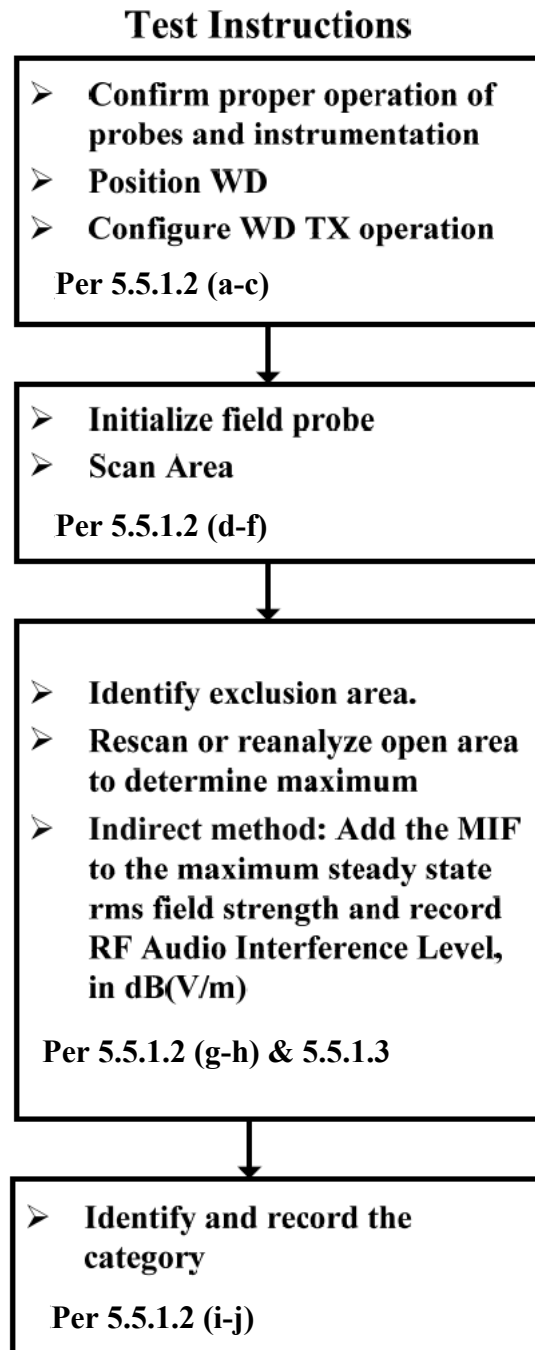 Test Instructions
➢ Confirm proper operation of
probes and instrumentation
➢ Position WD
➢ Configure WD TX operation
Per 5.5.1.2 (a-c)
➢ Initialize field probe
➢ Scan Area
Per 5.5.1.2 (d-f)
➢ Identify exclusion area.
➢ Rescan or reanalyze open area
to determine maximum
➢ Indirect method: Add the MIF
to the maximum steady state
rms field strength and record
RF Audio Interference Level,
in dB(V/m)
Per 5.5.1.2 (g-h) & 5.5.1.3
➢ Identify and record the
category
Per 5.5.1.2 (i-j)